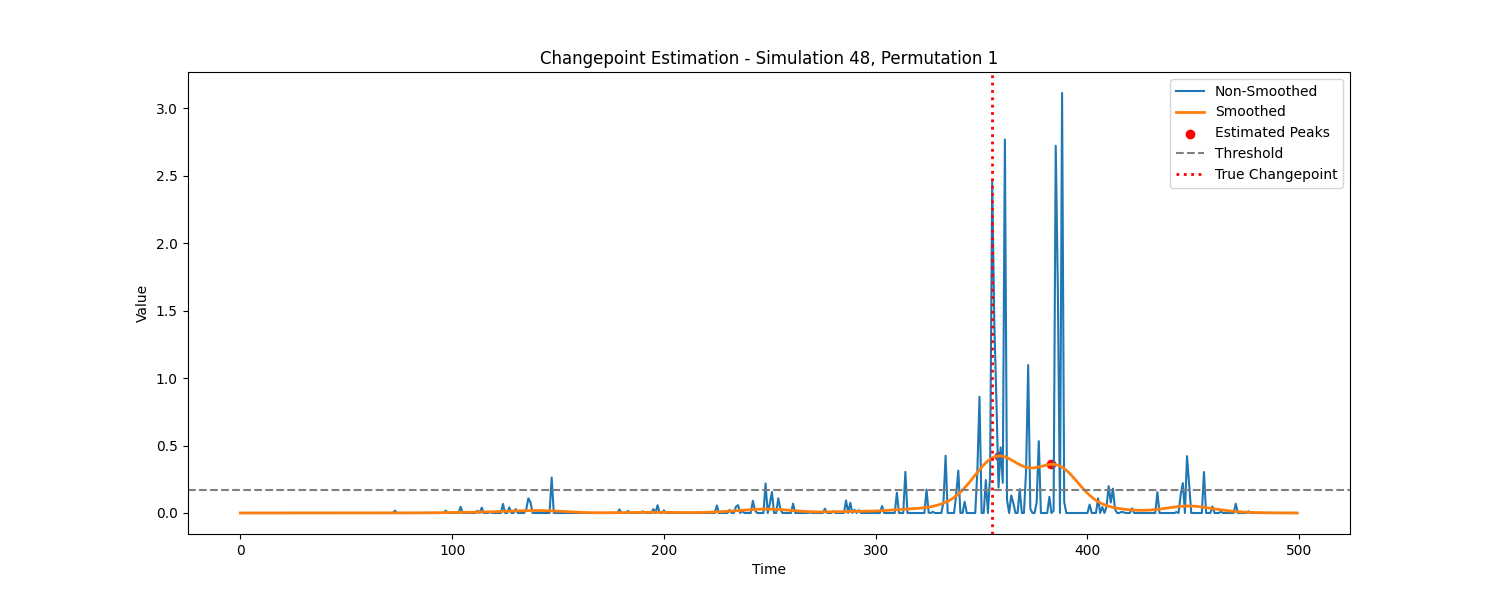 Changepoint Estimation - Simulation 48, Permutation 1
Non-Smoothed
Smoothed
Estimated Peaks
Threshold
True Changepoint
3.0
2.5
2.0
1.5
1.0
0.5
0.0
Value
0 100 200 300 400 500
Time